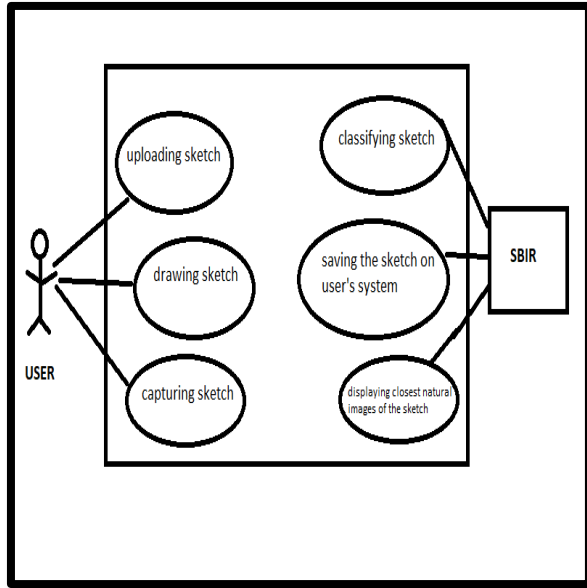 uploading sketch
drawing sketch
capturing sketch
USER
classifying sketch
saving the sketch on
user's system
displaying closest natural
images of the sketch
SBIR